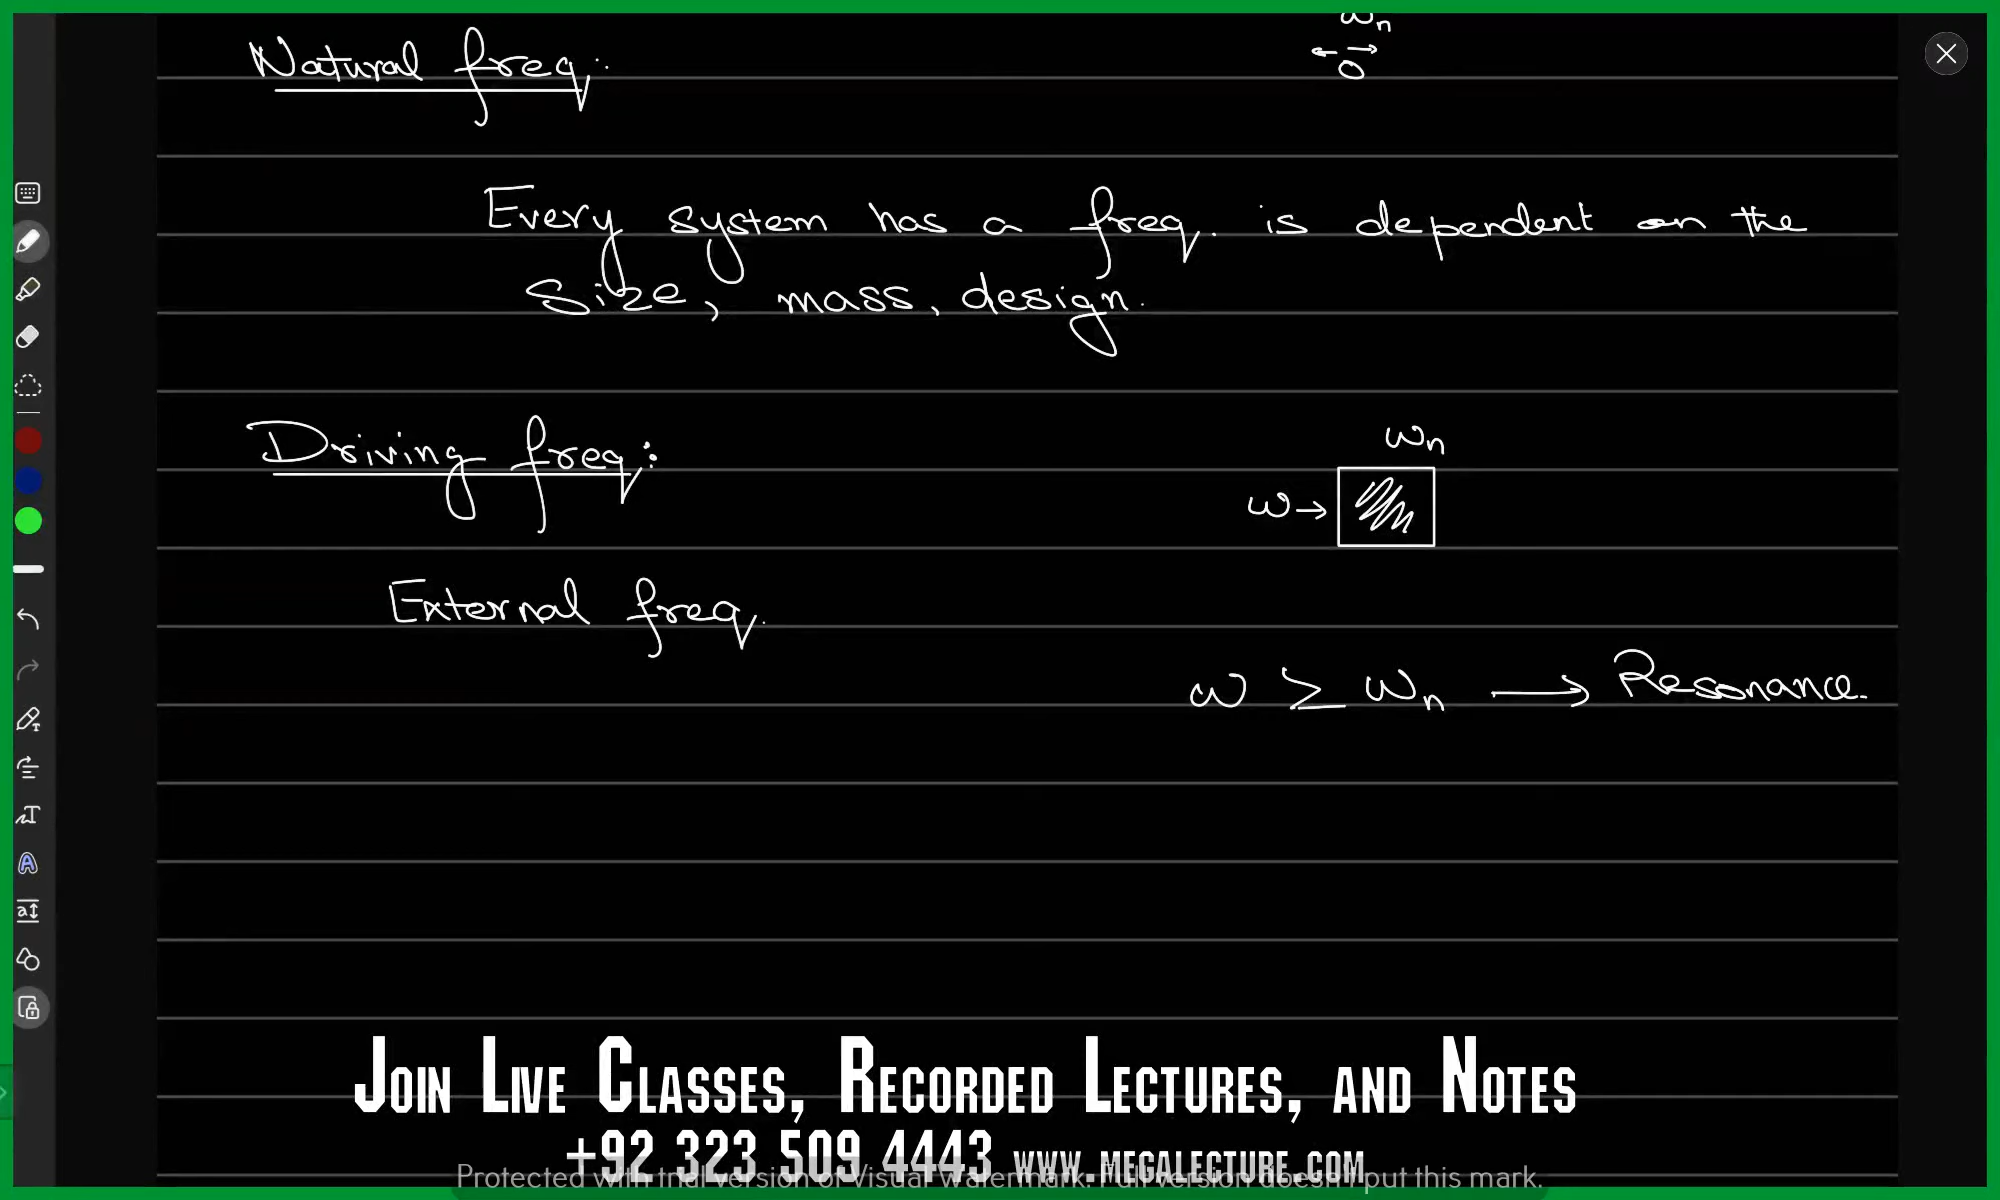 ωn
Natural freq:
Every system has a freq. is dependent on the
Size, mass, design.
Driving freq:
ωn
ω→
External freq.
ω ≥ ωn → Resonance.
JOIN LIVE CLASSES, RECORDED LECTURES, AND NOTES
+92 323 509 4443 WWW.MEGALECTURE.COM
Protected with trial version of Visual Watermark. Full version doesn't put this mark.